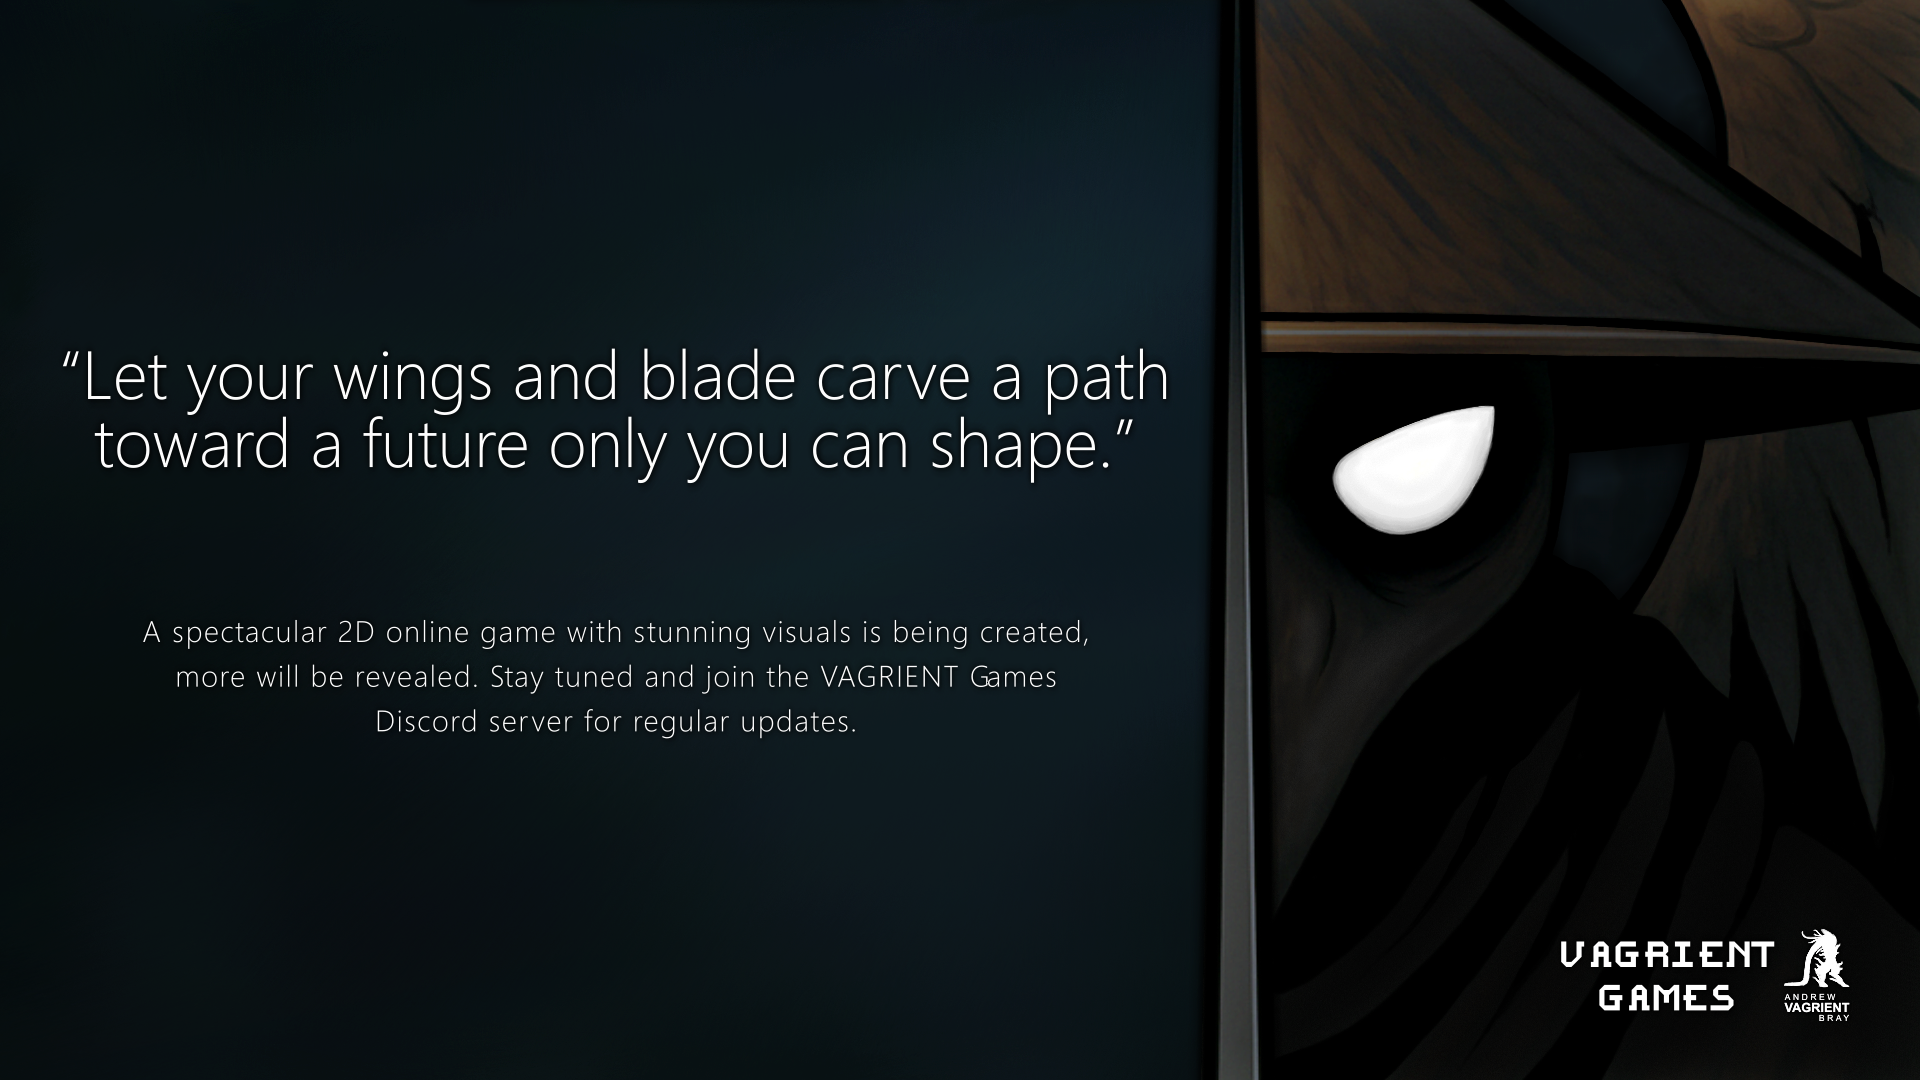 “Let your wings and blade carve a path
toward a future only you can shape.”
A spectacular 2D online game with stunning visuals is being created,
more will be revealed. Stay tuned and join the VAGRIENT Games
Discord server for regular updates.
VAGRIENT
GAMES
ANDREW
VAGRIENT
BRAY